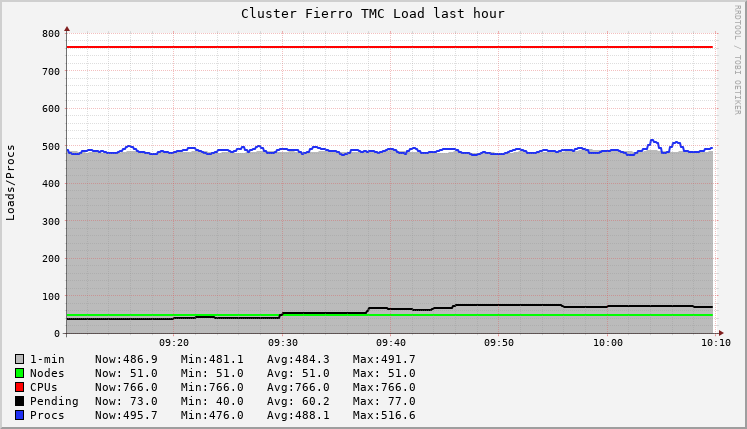 Cluster Fierro TMC Load last hour
RRDTOOL / TOBI OETIKER
Loads/Procs
800
700
600
500
400
300
200
100
0
09:20 09:30 09:40 09:50 10:00 10:10
1-min Now:486.9 Min:481.1 Avg:484.3 Max:491.7
Nodes Now: 51.0 Min: 51.0 Avg: 51.0 Max: 51.0
CPUs Now:766.0 Min:766.0 Avg:766.0 Max:766.0
Pending Now: 73.0 Min: 40.0 Avg: 60.2 Max: 77.0
Procs Now:495.7 Min:476.0 Avg:488.1 Max:516.6